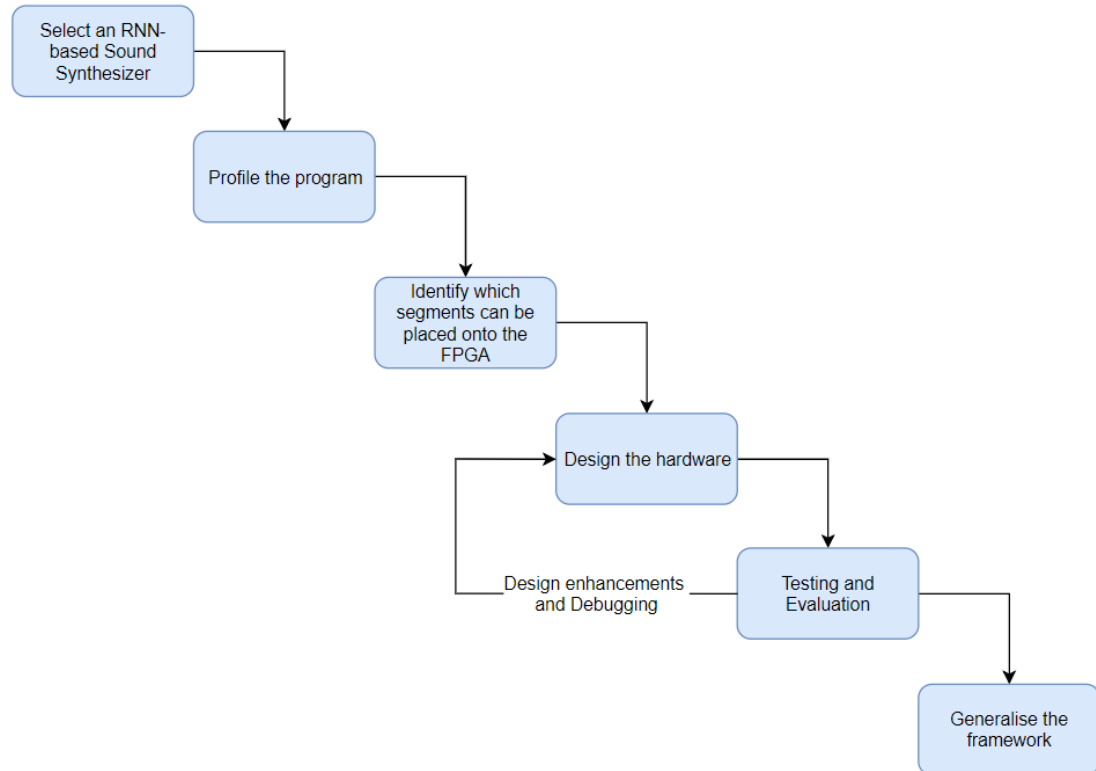 Select an RNN-
based Sound
Synthesizer
Profile the program
Identify which
segments can be
placed onto the
FPGA
Design the hardware
Design enhancements
and Debugging
Testing and
Evaluation
Generalise the
framework